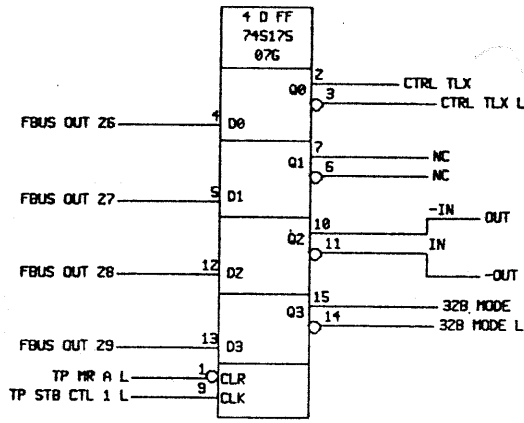 4 D FF
74S175
07G
Q0 2 CTRL TLX
3 CTRL TLX L
FBUS OUT 26 4 D0
Q1 7 NC
6 NC
FBUS OUT 27 5 D1
-IN OUT
Q2 10
11 IN
-OUT
FBUS OUT 28 12 D2
Q3 15 32B MODE
14 32B MODE L
FBUS OUT 29 13 D3
TP MR A L 1 CLR
TP STB CTL 1 L 9 CLK